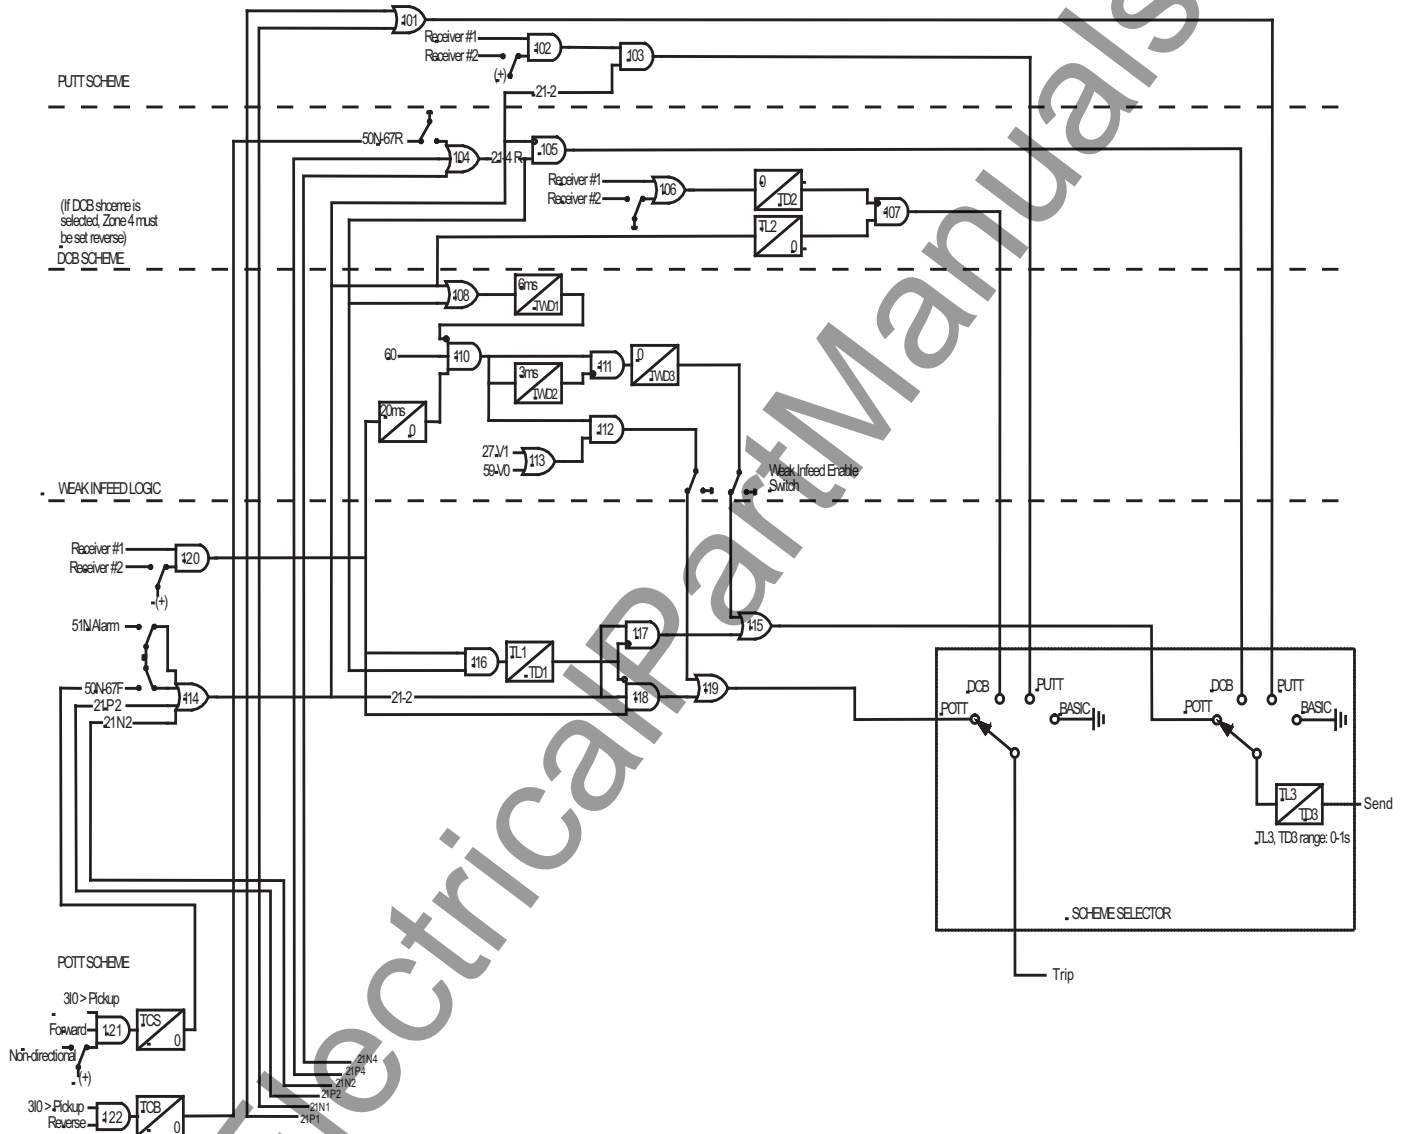 101
Receiver #1
102
Receiver #2
103
(+)
PUTT SCHEME
21-2
50N-67R
104
21-4 R
105
Receiver #1
Receiver #2
106
0
TD2
107
(If DCB shceme is
selected, Zone 4 must
be set reverse)
DCB SCHEME
TL2
0
108
6ms
TWD1
60
110
111
0
TWD3
3ms
TWD2
20ms
0
112
27-V1
59-V0
113
Weak Infeed Enable
Switch
WEAK INFEED LOGIC
Receiver #1
Receiver #2
120
(+)
51N Alarm
50N-67F
21P2
21N2
114
21-2
116
TL1
TD1
117
118
115
119
DCB
PUTT
POTT
BASIC
DCB
PUTT
POTT
BASIC
TL3
TD3
Send
TL3, TD3 range: 0-1s
SCHEME SELECTOR
Trip
POTT SCHEME
3I0 > Pickup
Forward
Non-directional
(+)
121
TCS
0
3I0 > Pickup
Reverse
122
TCB
0
21N4
21P4
21N2
21P2
21N1
21P1
ElectricalPartManuals